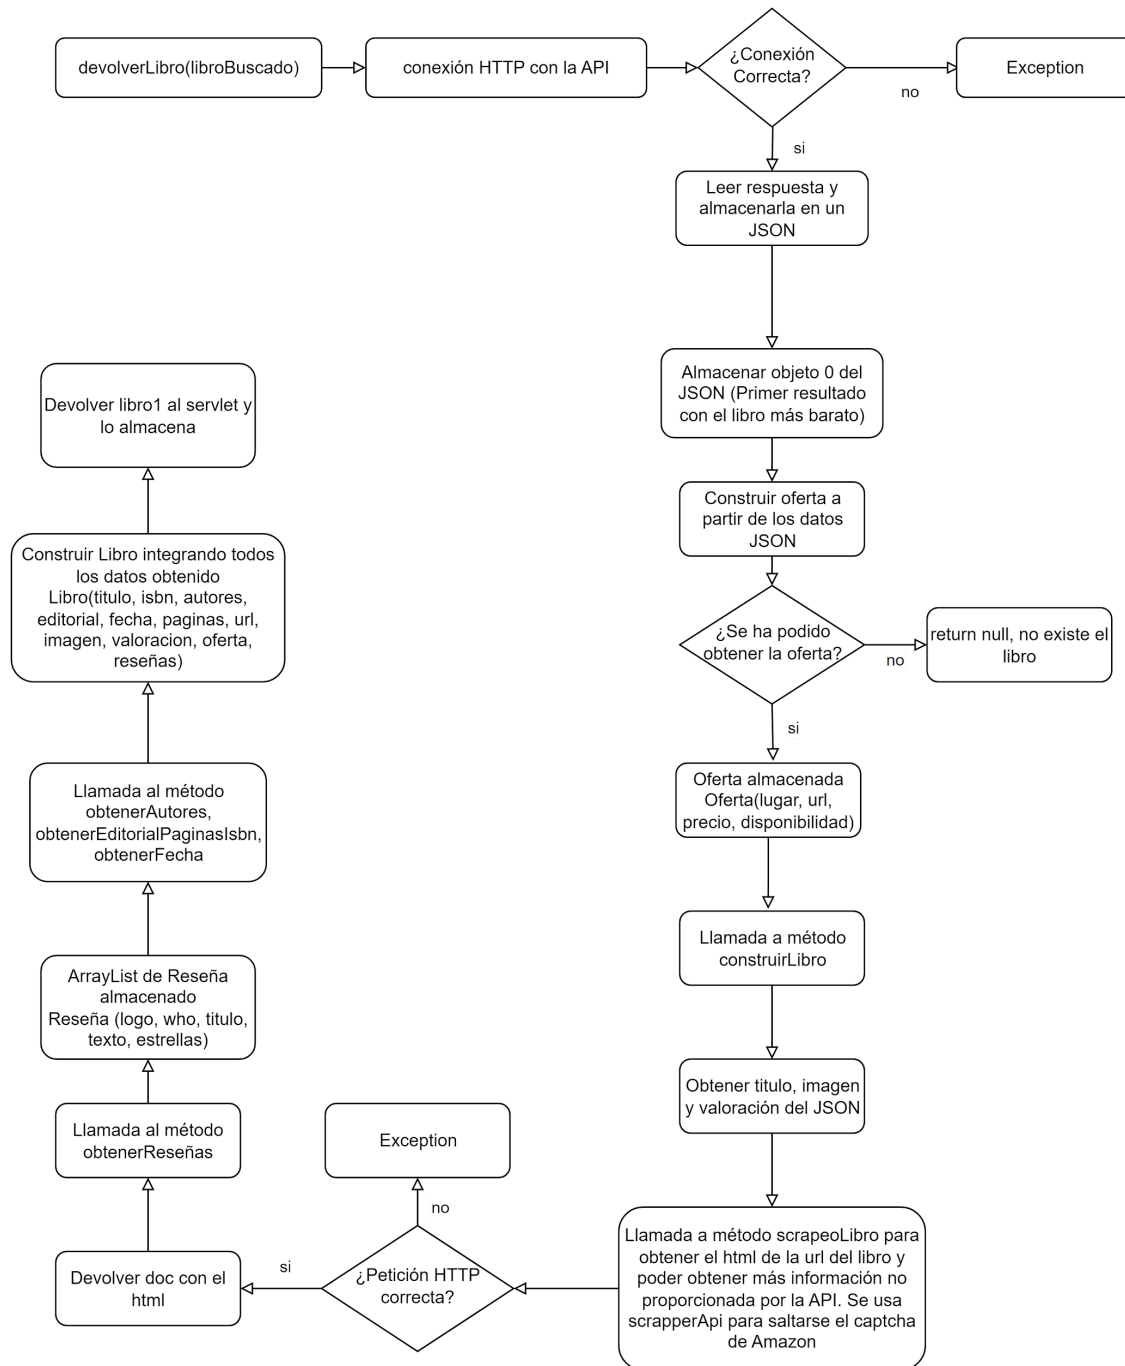 devolverLibro(libroBuscado)
conexión HTTP con la API
¿Conexión
Correcta?
no
Exception
si
Leer respuesta y
almacenarla en un
JSON
Almacenar objeto 0 del
JSON (Primer resultado
con el libro más barato)
Construir oferta a
partir de los datos
JSON
¿Se ha podido
obtener la oferta?
no
return null, no existe el
libro
si
Oferta almacenada
Oferta(lugar, url,
precio, disponibilidad)
Llamada a método
construirLibro
Obtener titulo, imagen
y valoración del JSON
Llamada a método scrapeoLibro para
obtener el html de la url del libro y
poder obtener más información no
proporcionada por la API. Se usa
scrapperApi para saltarse el captcha
de Amazon
¿Petición HTTP
correcta?
no
Exception
si
Devolver doc con el
html
Llamada al método
obtenerReseñas
ArrayList de Reseña
almacenado
Reseña (logo, who, titulo,
texto, estrellas)
Llamada al método
obtenerAutores,
obtenerEditorialPaginasIsbn,
obtenerFecha
Construir Libro integrando todos
los datos obtenido
Libro(titulo, isbn, autores,
editorial, fecha, paginas, url,
imagen, valoracion, oferta,
reseñas)
Devolver libro1 al servlet y
lo almacena